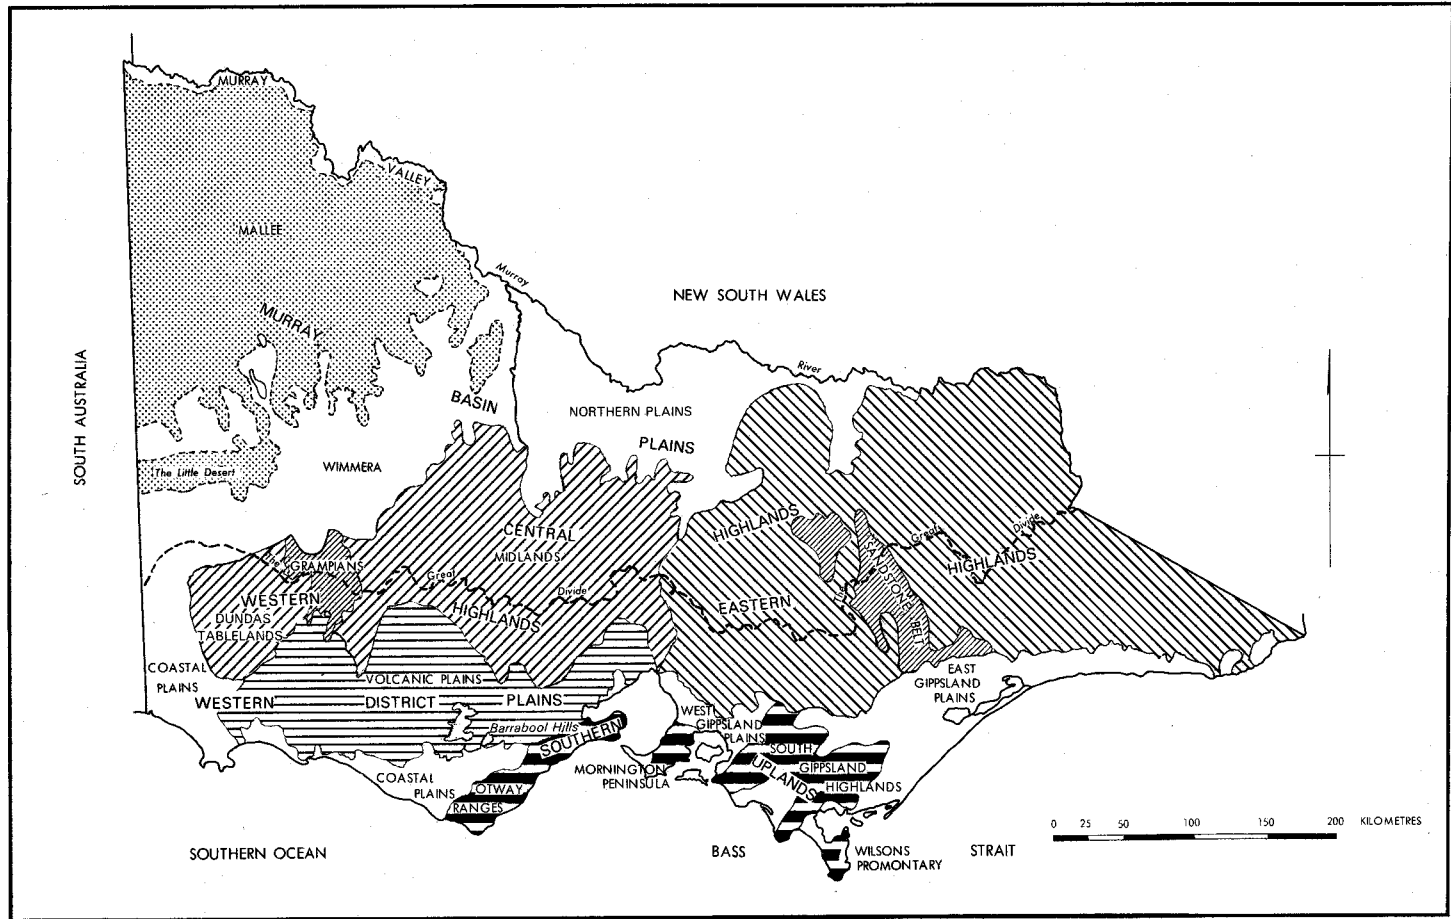 MURRAY
VALLEY
MALLEE
Murray
NEW SOUTH WALES
MURRAY
River
SOUTH AUSTRALIA
BASIN
NORTHERN PLAINS
PLAINS
The Little Desert
WIMMERA
HIGHLANDS
CENTRAL
MIDLANDS
Great
Divide
HIGHLANDS
The
GRAMPIANS
SANDSTONE
BELT
Great
Divide
The
WESTERN
DUNDAS
TABLELANDS
HIGHLANDS
EASTERN
COASTAL
PLAINS
VOLCANIC PLAINS
EAST
GIPPSLAND
PLAINS
WESTERN
DISTRICT
PLAINS
WEST
GIPPSLAND
PLAINS
Barrabool Hills
SOUTHERN
SOUTH
GIPPSLAND
HIGHLANDS
UPLANDS
MORNINGTON
PENINSULA
COASTAL
PLAINS
OTWAY
RANGES
0 25 50 100 150 200 KILOMETRES
SOUTHERN OCEAN
BASS
STRAIT
WILSONS
PROMONTARY